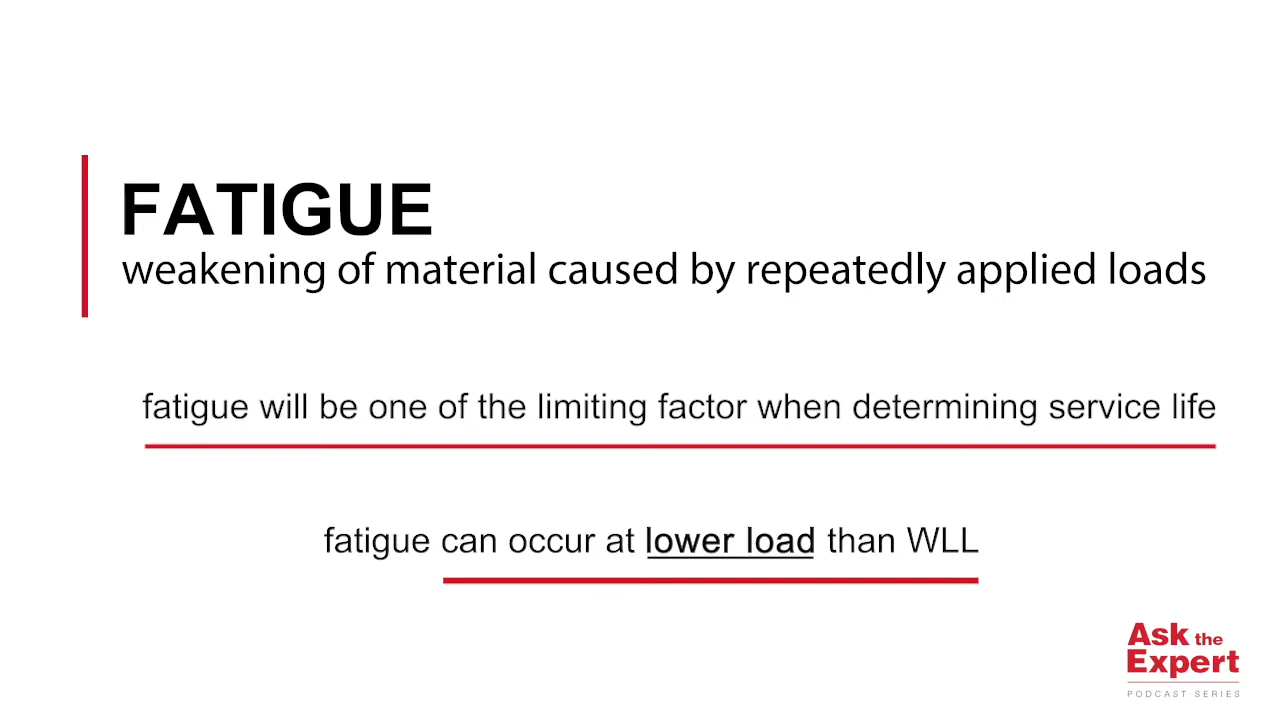 FATIGUE
weakening of material caused by repeatedly applied loads
fatigue will be one of the limiting factor when determining service life
fatigue can occur at lower load than WLL
Ask the
Expert
PODCAST SERIES